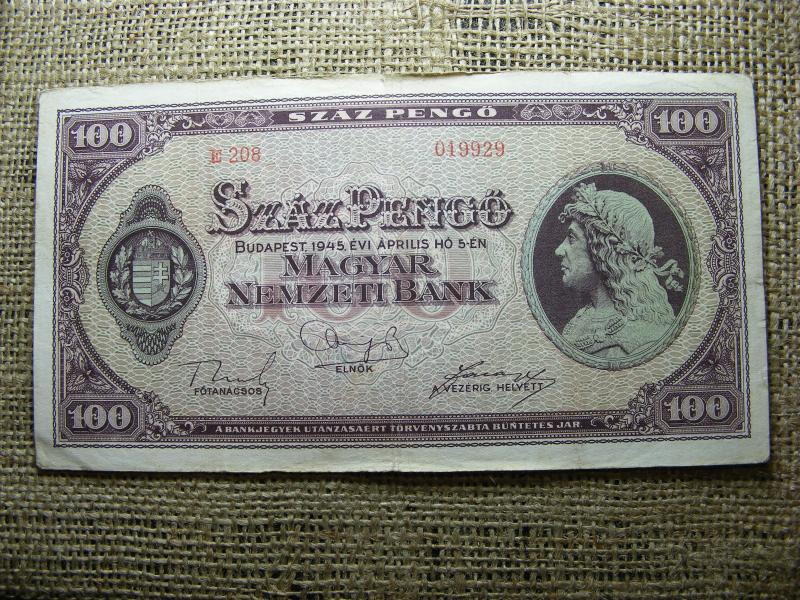 SZÁZ PENGŐ
100
100
E 208
019929
SZÁZ PENGŐ
BUDAPEST, 1945. ÉVI ÁPRILIS HÓ 5-ÉN
MAGYAR
NEMZETI BANK
100
FŐTANÁCSOS
ELNÖK
A VEZÉRIG. HELYETT
100
100
A BANKJEGYEK UTÁNZÁSÁÉRT TÖRVÉNYSZABTA BÜNTETÉS JÁR.